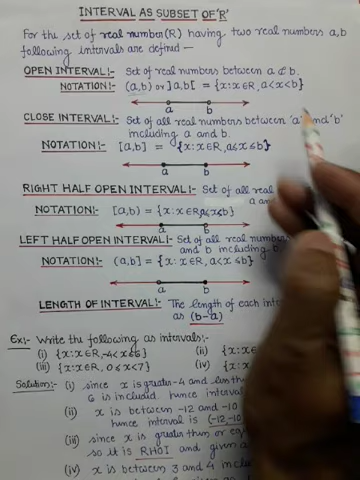 INTERVAL AS SUBSET OF 'R'
For the set of real number (R) having two real numbers a,b
following intervals are defined -
OPEN INTERVAL:- Set of real numbers between a & b.
NOTATION:- (a,b) or ]a,b[ = {x: x∈R, a<x<b}
a b
CLOSE INTERVAL:- Set of all real numbers between 'a' and 'b'
including a and b.
NOTATION:- [a,b] = {x: x∈R, a≤x≤b}
a b
RIGHT HALF OPEN INTERVAL:- Set of all real
a an
NOTATION:- [a,b) = {x: x∈R, a≤x≤b}
a b
LEFT HALF OPEN INTERVAL:- Set of all real numbers
and b including b
NOTATION:- (a,b] = {x: x∈R, a<x≤b}
a b
LENGTH OF INTERVAL:- The length of each
as (b-a)
Ex:- Write the following as intervals:
(i) {x: x∈R, -4<x≤6} (ii) {x: x∈
(iii) {x: x∈R, 0≤x<7} (iv) {x: x∈
Solution:- (i) since x is greater -4 and less
6 is included hence interval
(ii) x is between -12 and -10
hence interval is (-12,-10)
(iii) since x is greater than or
so it is RHOI and given
(iv) x is between 3 and 4